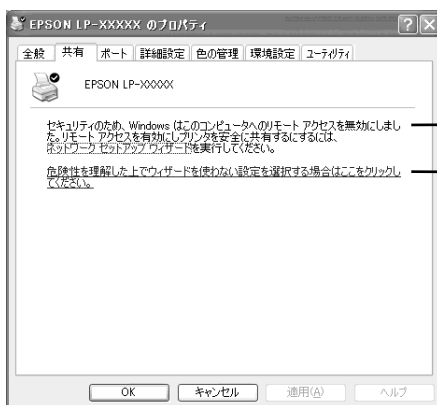 EPSON LP-XXXXX のプロパティ
全般 共有 ポート 詳細設定 色の管理 環境設定 ユーティリティ
EPSON LP-XXXXX
セキュリティのため、Windows はこのコンピュータへのリモート アクセスを無効にしまし
た。リモート アクセスを有効にしプリンタを安全に共有するにするには、
ネットワーク セットアップ ウィザードを実行してください。
危険性を理解した上でウィザードを使わない設定を選択する場合はここをクリックし
てください。
OK キャンセル 適用(A) ヘルプ